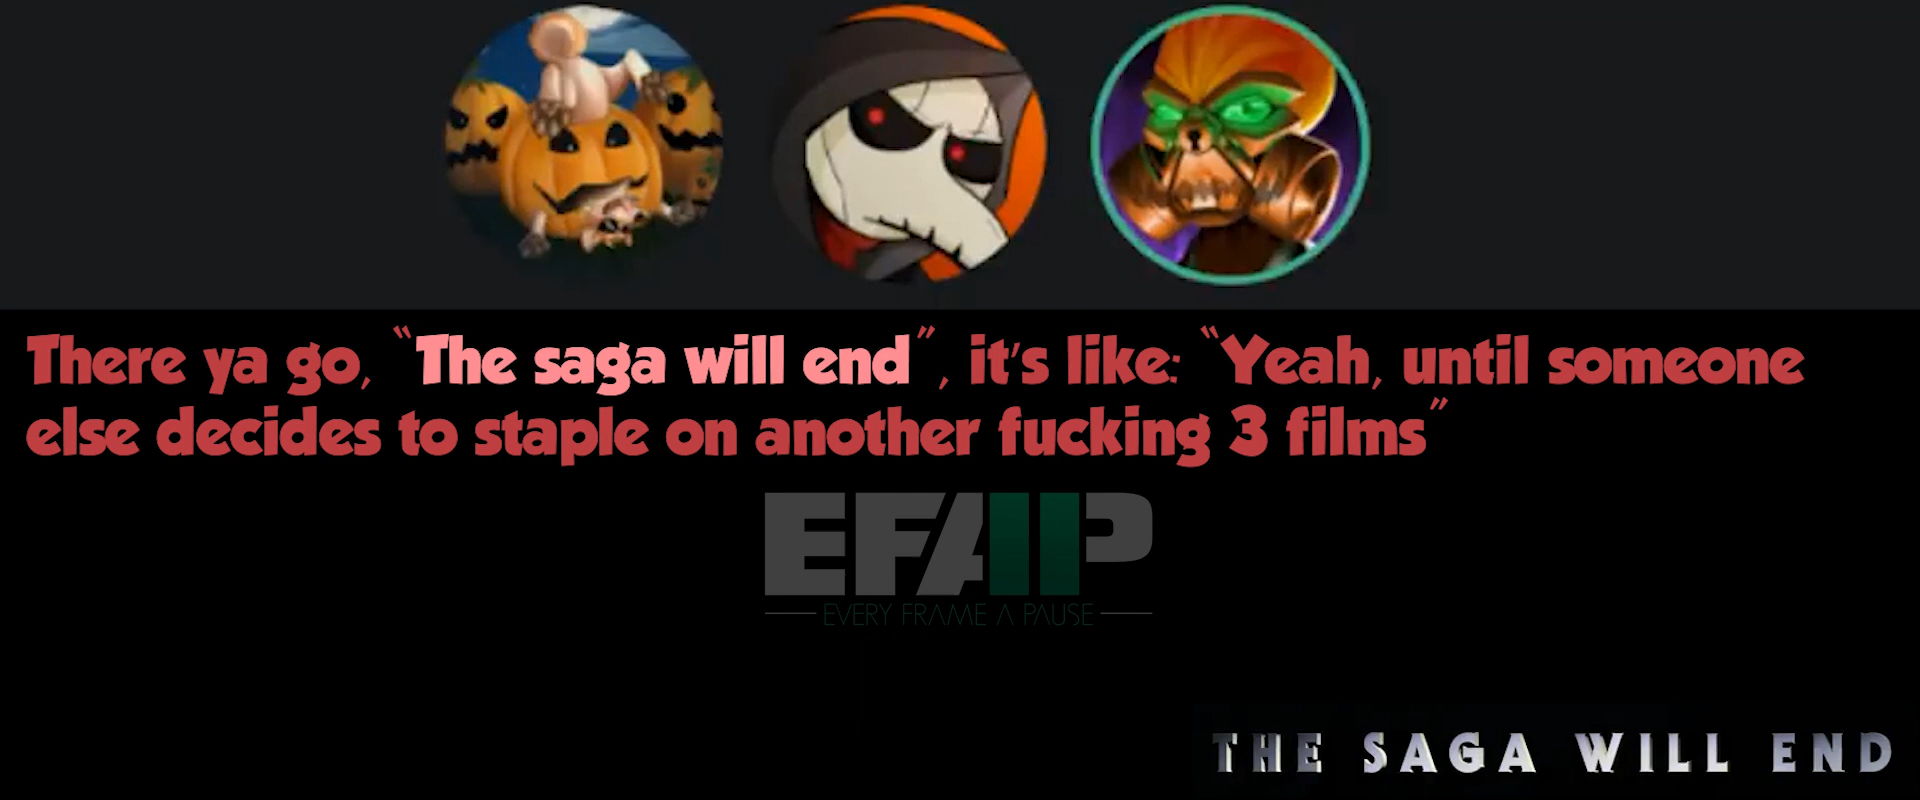 There ya go, "The saga will end", it's like: "Yeah, until someone
else decides to staple on another fucking 3 films"
EFAP
EVERY FRAME A PAUSE
THE SAGA WILL END